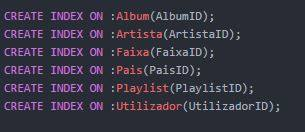 CREATE INDEX ON :Album(AlbumID);
CREATE INDEX ON :Artista(ArtistaID);
CREATE INDEX ON :Faixa(FaixaID);
CREATE INDEX ON :Pais(PaisID);
CREATE INDEX ON :Playlist(PlaylistID);
CREATE INDEX ON :Utilizador(UtilizadorID);